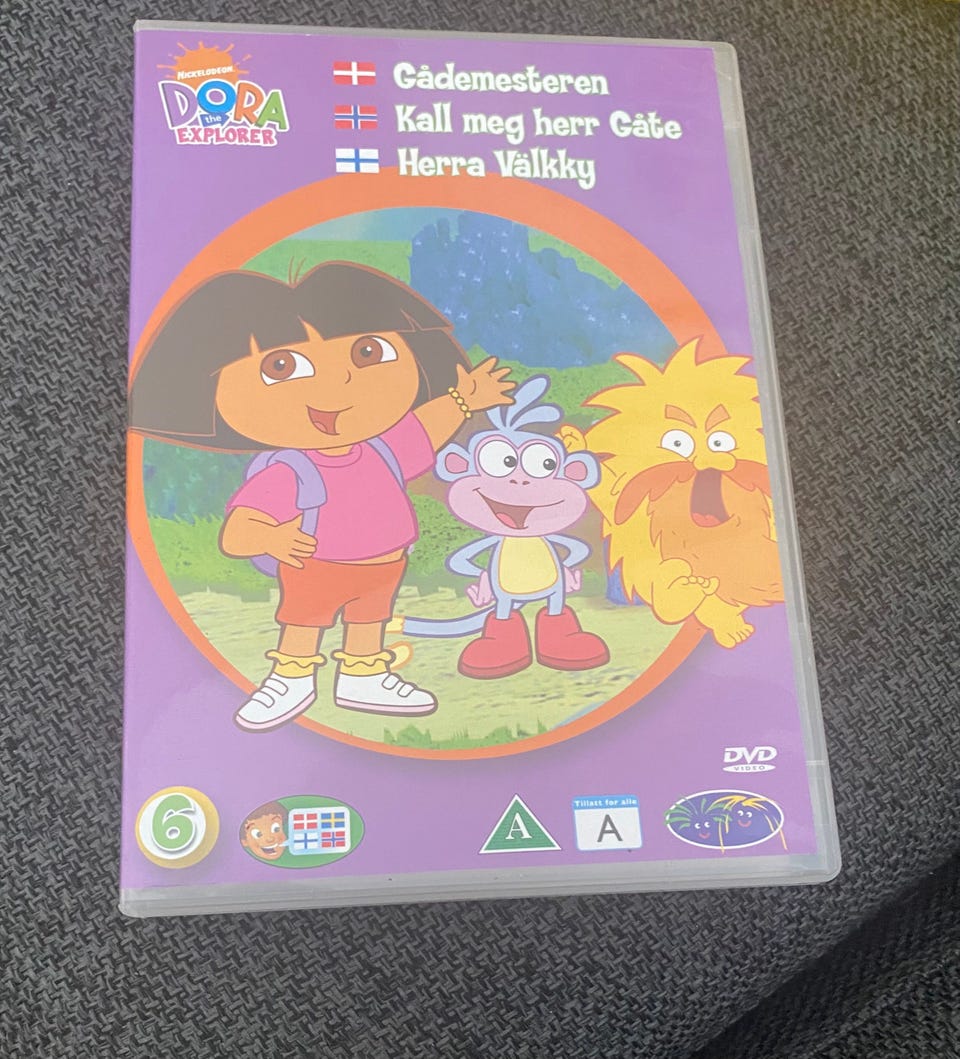 NICKELODEON
DORA
the
EXPLORER
Gådemesteren
Kall meg herr Gåte
Herra Välkky
DVD
VIDEO
6
A
Tillatt for alle
A